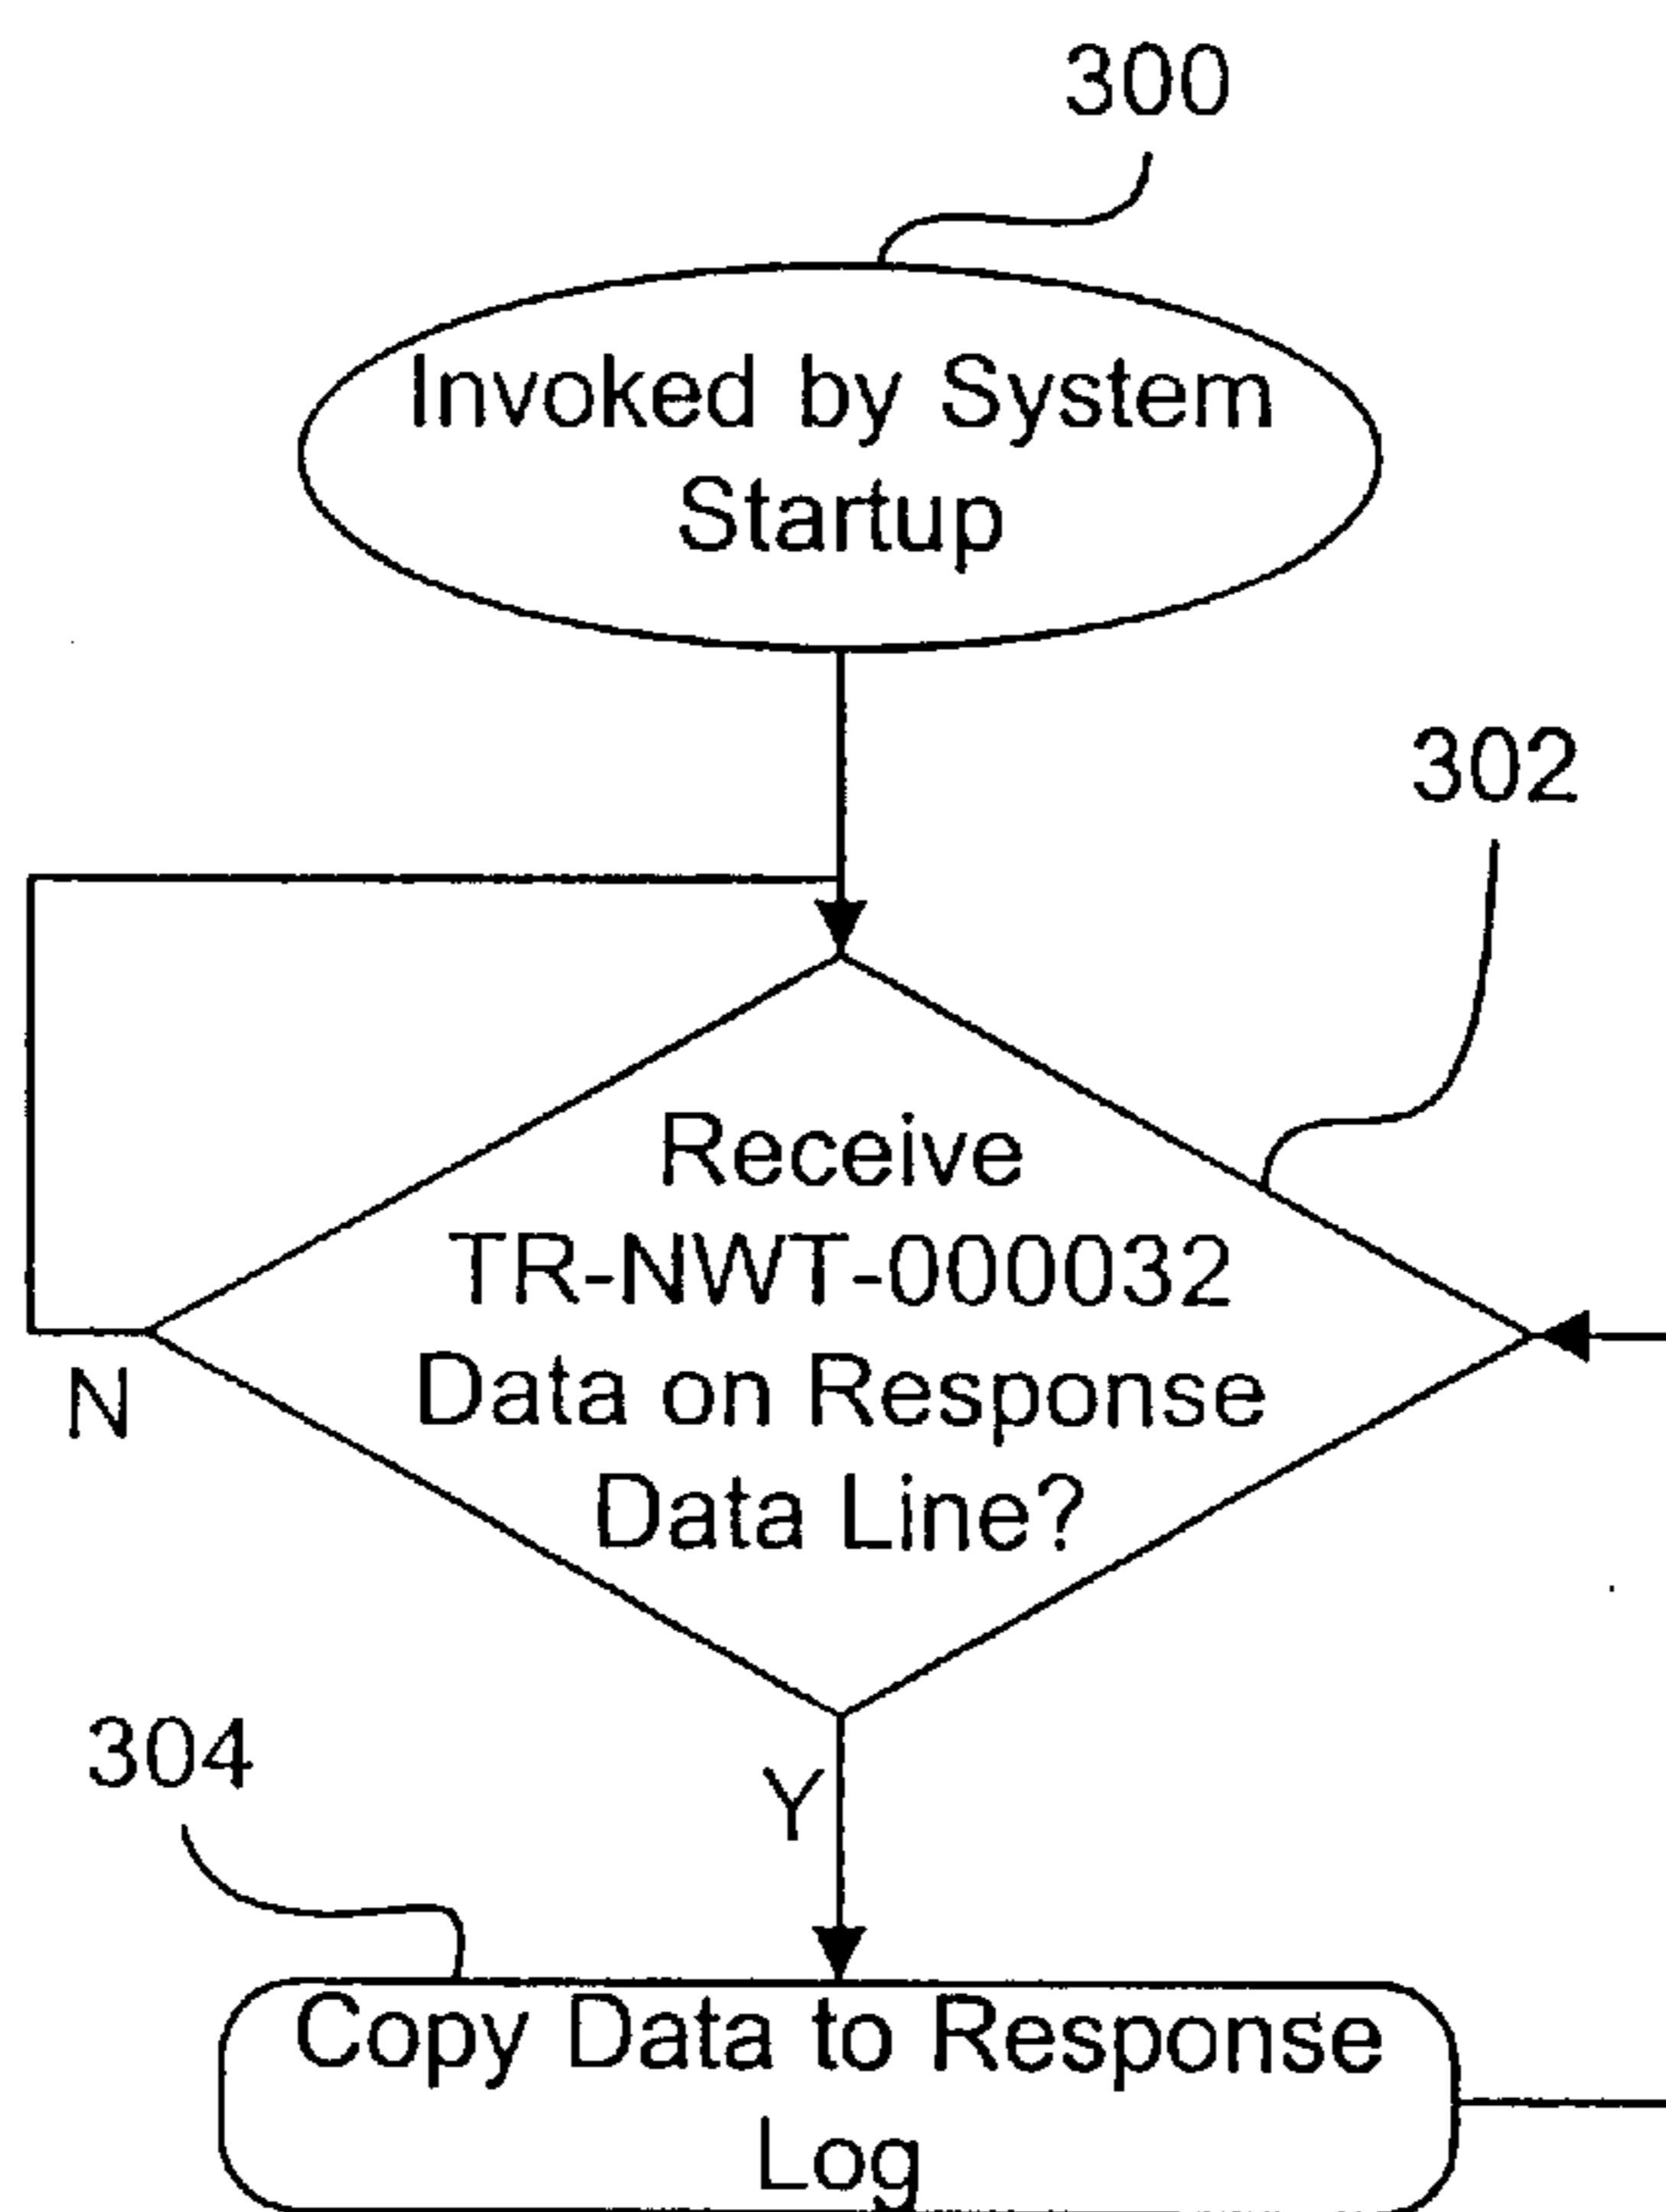 300
Invoked by System
Startup
302
Receive
TR-NWT-000032
Data on Response
Data Line?
N
304
Y
Copy Data to Response
Log